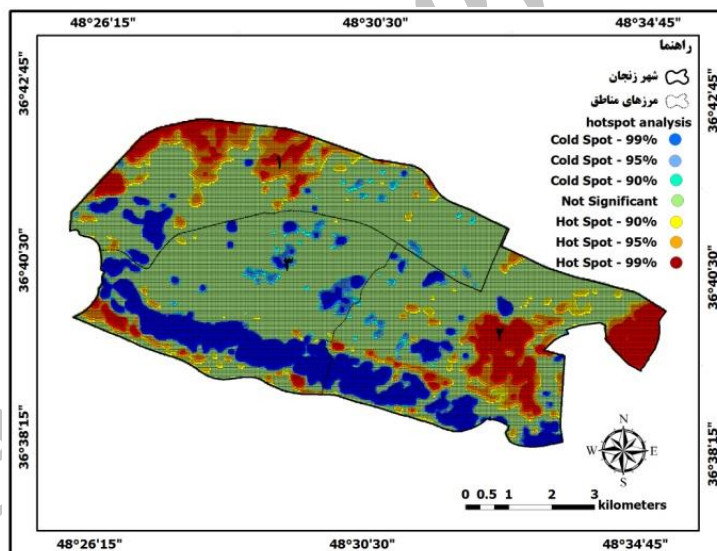 48°26'15" 48°30'30" 48°34'45"
36°42'45" 36°42'45"
راهنما
شهر زنجان
مرزهای مناطق
hotspot analysis
Cold Spot - 99%
Cold Spot - 95%
Cold Spot - 90%
Not Significant
Hot Spot - 90%
Hot Spot - 95%
Hot Spot - 99%
۱
36°40'30" 36°40'30"
۳
۲
36°38'15" 36°38'15"
N
W E
S
0 0.5 1 2 3
kilometers
48°26'15" 48°30'30" 48°34'45"